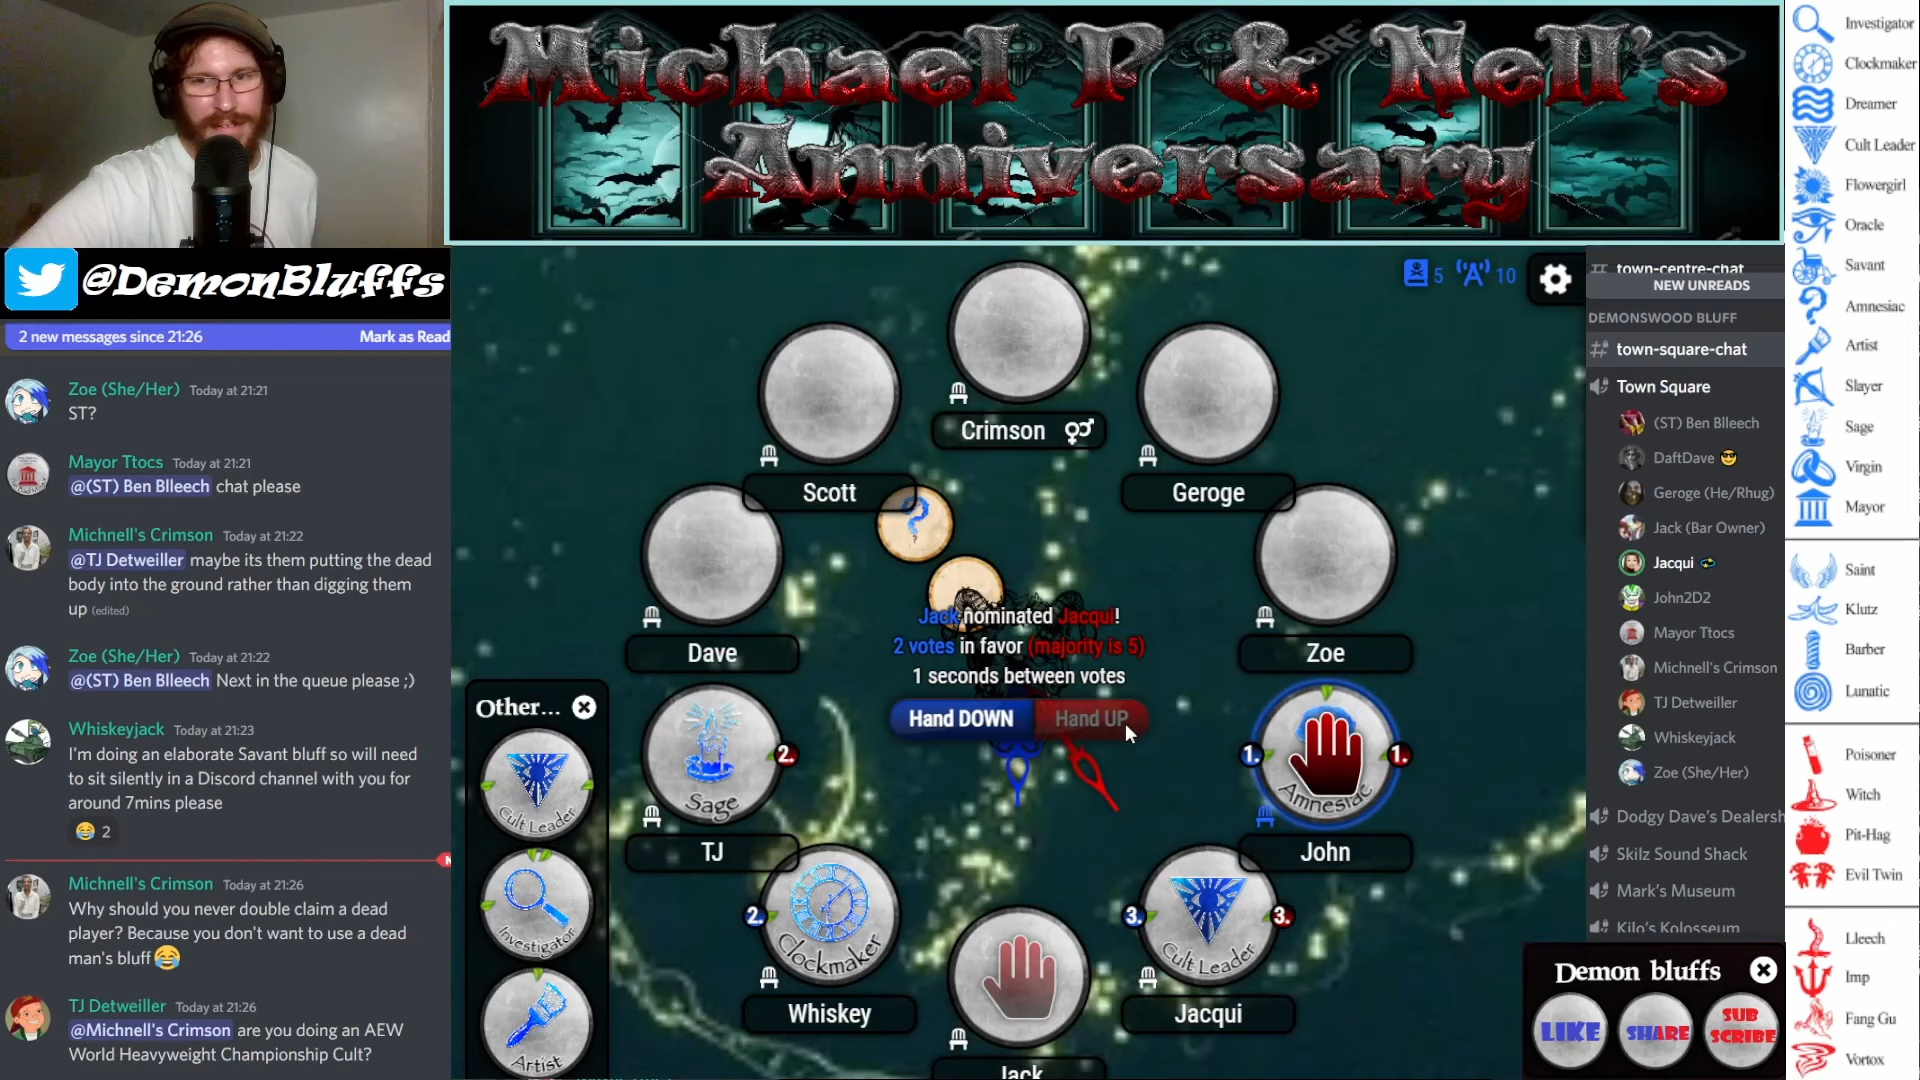 Michael P & Nell's
Anniversary
@DemonBluffs
2 new messages since 21:26
Mark as Read
Zoe (She/Her) Today at 21:21
ST?
Mayor Ttocs Today at 21:21
@(ST) Ben Blleech chat please
Michnell's Crimson Today at 21:22
@TJ Detweiller maybe its them putting the dead
body into the ground rather than digging them
up (edited)
Zoe (She/Her) Today at 21:22
@(ST) Ben Blleech Next in the queue please ;)
Whiskeyjack Today at 21:23
I'm doing an elaborate Savant bluff so will need
to sit silently in a Discord channel with you for
around 7mins please
😂 2
Michnell's Crimson Today at 21:26
Why should you never double claim a dead
player? Because you don't want to use a dead
man's bluff 😂
TJ Detweiller Today at 21:26
@Michnell's Crimson are you doing an AEW
World Heavyweight Championship Cult?
5 10
Crimson
Scott
Geroge
Dave
Zoe
Jack nominated Jacqui!
2 votes in favor (majority is 5)
1 seconds between votes
Hand DOWN
Hand UP
Sage
2.
TJ
1.
Amnesiac
1.
John
2.
Clockmaker
Whiskey
3.
Cult Leader
3.
Jacqui
Jack
Other...
Cult Leader
Investigator
Artist
town-centre-chat
NEW UNREADS
DEMONSWOOD BLUFF
town-square-chat
Town Square
(ST) Ben Blleech
DaftDave 😎
Geroge (He/Rhug)
Jack (Bar Owner)
Jacqui
John2D2
Mayor Ttocs
Michnell's Crimson
TJ Detweiller
Whiskeyjack
Zoe (She/Her)
Dodgy Dave's Dealersh
Skilz Sound Shack
Mark's Museum
Kilo's Kolosseum
Demon bluffs
LIKE
SHARE
SUB
SCRIBE
Investigator
Clockmaker
Dreamer
Cult Leader
Flowergirl
Oracle
Savant
Amnesiac
Artist
Slayer
Sage
Virgin
Mayor
Saint
Klutz
Barber
Lunatic
Poisoner
Witch
Pit-Hag
Evil Twin
Lleech
Imp
Fang Gu
Vortox